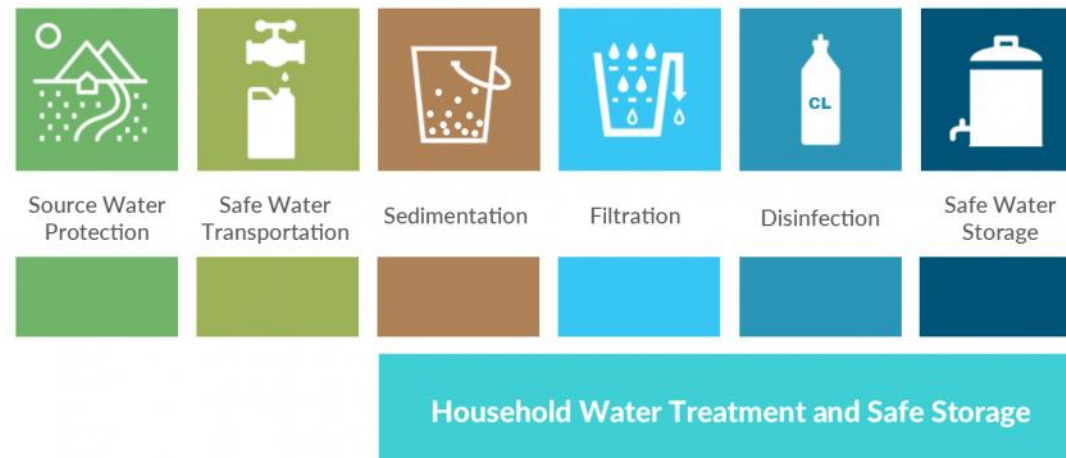 CL
Source Water
Protection
Safe Water
Transportation
Sedimentation
Filtration
Disinfection
Safe Water
Storage
Household Water Treatment and Safe Storage